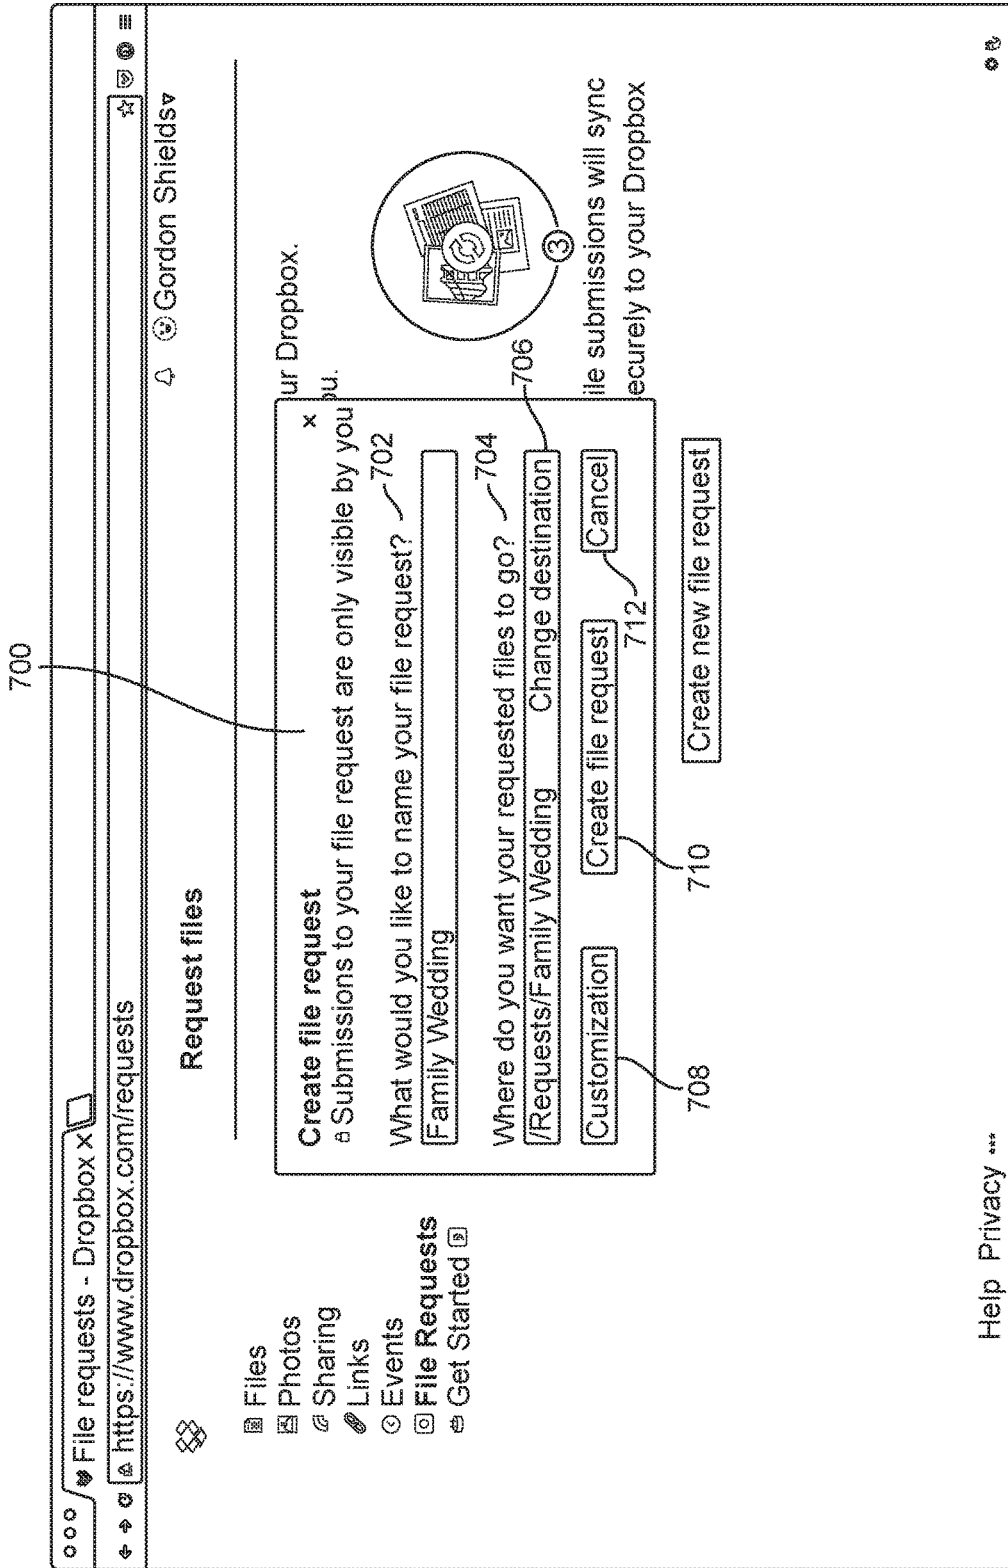 700
File requests - Dropbox X
https://www.dropbox.com/requests
Gordon Shields
Request files
Files
Photos
Sharing
Links
Events
File Requests
Get Started
ur Dropbox.
ou.
Create file request
x
Submissions to your file request are only visible by you
What would you like to name your file request?
702
Family Wedding
Where do you want your requested files to go?
704
/Requests/Family Wedding Change destination
706
Customization
Create file request
Cancel
708
710
712
3
ile submissions will sync
ecurely to your Dropbox
Create new file request
Help Privacy •••